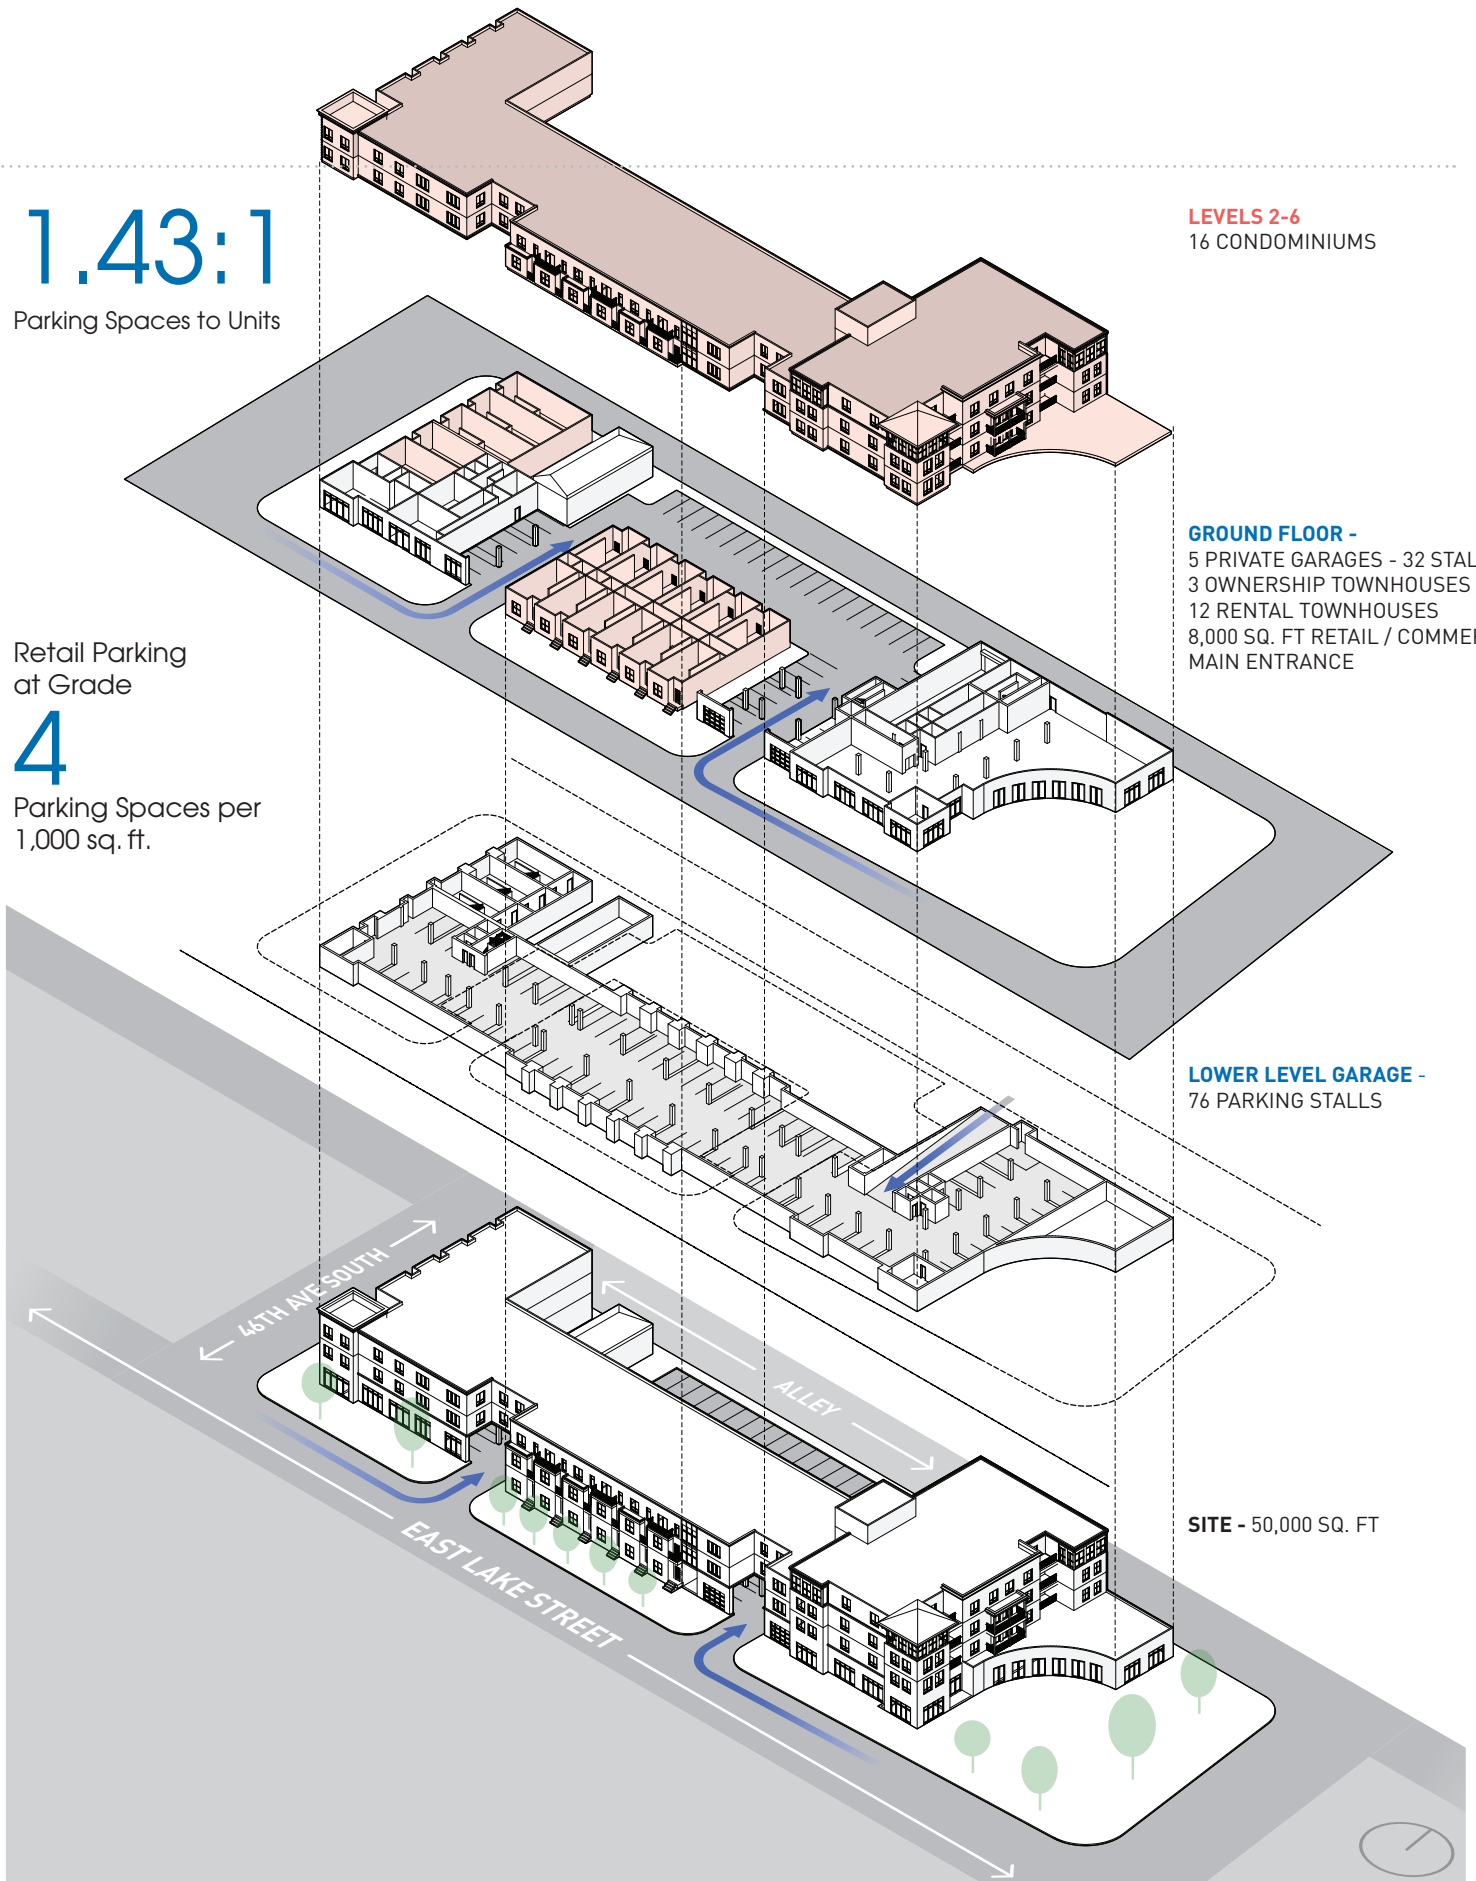 1.43:1
Parking Spaces to Units
LEVELS 2-6
16 CONDOMINIUMS
GROUND FLOOR -
5 PRIVATE GARAGES - 32 STAL
3 OWNERSHIP TOWNHOUSES
12 RENTAL TOWNHOUSES
8,000 SQ. FT RETAIL / COMME
MAIN ENTRANCE
Retail Parking
at Grade
4
Parking Spaces per
1,000 sq. ft.
LOWER LEVEL GARAGE -
76 PARKING STALLS
46TH AVE SOUTH
ALLEY
EAST LAKE STREET
SITE - 50,000 SQ. FT